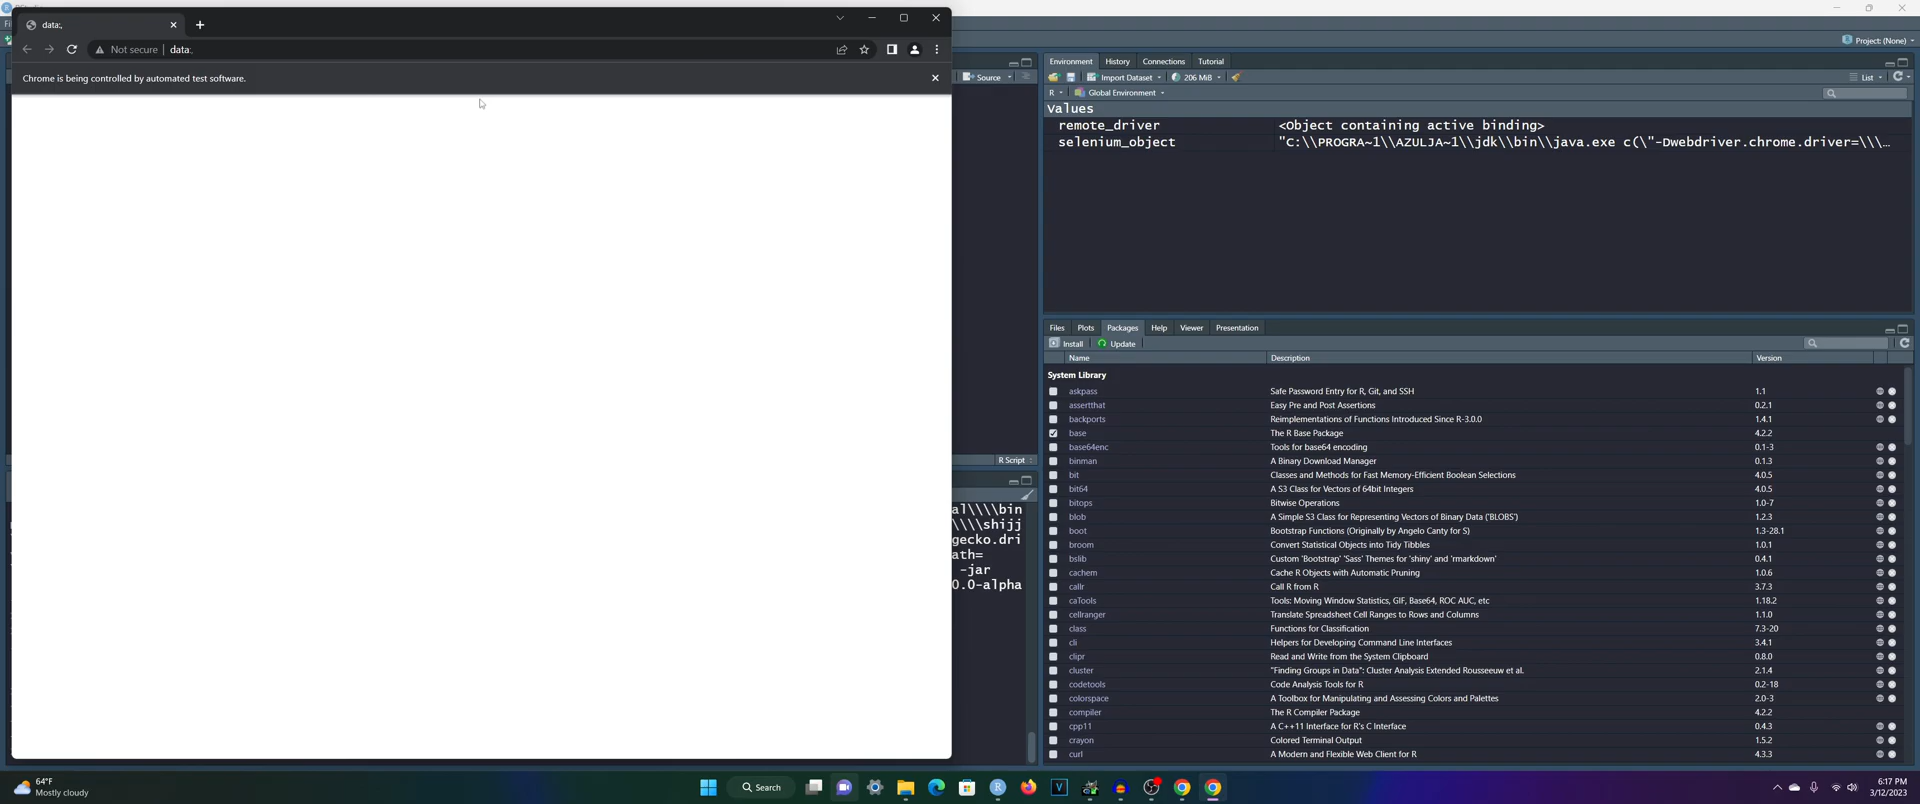 data:,
Not secure data:,
Chrome is being controlled by automated test software.
Project: (None)
Source
R Script
al\\\\bin
\\\\shijj
gecko.dri
ath=
-jar
0.0-alpha
Environment History Connections Tutorial
Import Dataset 206 MiB List
R Global Environment
Values
remote_driver <Object containing active binding>
selenium_object "C:\\PROGRA~1\\AZULJA~1\\jdk\\bin\\java.exe c(\"-Dwebdriver.chrome.driver=\\\…
Files Plots Packages Help Viewer Presentation
Install Update
Name Description Version
System Library
askpass Safe Password Entry for R, Git, and SSH 1.1
assertthat Easy Pre and Post Assertions 0.2.1
backports Reimplementations of Functions Introduced Since R-3.0.0 1.4.1
base The R Base Package 4.2.2
base64enc Tools for base64 encoding 0.1-3
binman A Binary Download Manager 0.1.3
bit Classes and Methods for Fast Memory-Efficient Boolean Selections 4.0.5
bit64 A S3 Class for Vectors of 64bit Integers 4.0.5
bitops Bitwise Operations 1.0-7
blob A Simple S3 Class for Representing Vectors of Binary Data ('BLOBS') 1.2.3
boot Bootstrap Functions (Originally by Angelo Canty for S) 1.3-28.1
broom Convert Statistical Objects into Tidy Tibbles 1.0.1
bslib Custom 'Bootstrap' 'Sass' Themes for 'shiny' and 'rmarkdown' 0.4.1
cachem Cache R Objects with Automatic Pruning 1.0.6
callr Call R from R 3.7.3
caTools Tools: Moving Window Statistics, GIF, Base64, ROC AUC, etc 1.18.2
cellranger Translate Spreadsheet Cell Ranges to Rows and Columns 1.1.0
class Functions for Classification 7.3-20
cli Helpers for Developing Command Line Interfaces 3.4.1
clipr Read and Write from the System Clipboard 0.8.0
cluster "Finding Groups in Data": Cluster Analysis Extended Rousseeuw et al. 2.1.4
codetools Code Analysis Tools for R 0.2-18
colorspace A Toolbox for Manipulating and Assessing Colors and Palettes 2.0-3
compiler The R Compiler Package 4.2.2
cpp11 A C++11 Interface for R's C Interface 0.4.3
crayon Colored Terminal Output 1.5.2
curl A Modern and Flexible Web Client for R 4.3.3
64°F
Mostly cloudy
Search
6:17 PM
3/12/2023